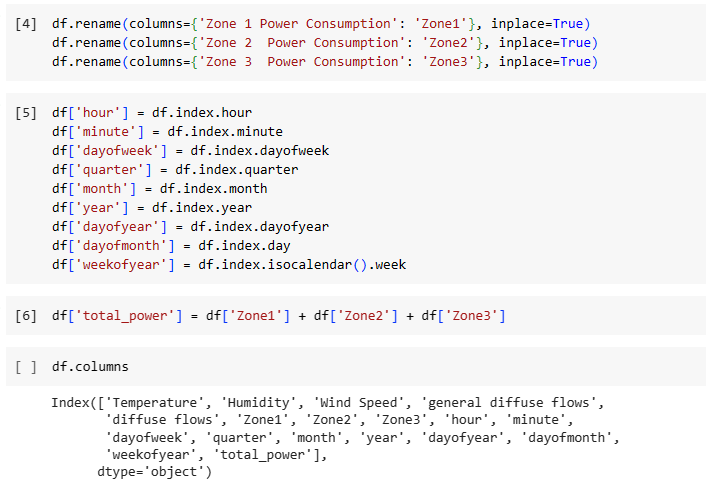 [4] df.rename(columns={'Zone 1 Power Consumption': 'Zone1'}, inplace=True)
df.rename(columns={'Zone 2  Power Consumption': 'Zone2'}, inplace=True)
df.rename(columns={'Zone 3  Power Consumption': 'Zone3'}, inplace=True)
[5] df['hour'] = df.index.hour
df['minute'] = df.index.minute
df['dayofweek'] = df.index.dayofweek
df['quarter'] = df.index.quarter
df['month'] = df.index.month
df['year'] = df.index.year
df['dayofyear'] = df.index.dayofyear
df['dayofmonth'] = df.index.day
df['weekofyear'] = df.index.isocalendar().week
[6] df['total_power'] = df['Zone1'] + df['Zone2'] + df['Zone3']
[ ] df.columns
Index(['Temperature', 'Humidity', 'Wind Speed', 'general diffuse flows',
'diffuse flows', 'Zone1', 'Zone2', 'Zone3', 'hour', 'minute',
'dayofweek', 'quarter', 'month', 'year', 'dayofyear', 'dayofmonth',
'weekofyear', 'total_power'],
dtype='object')